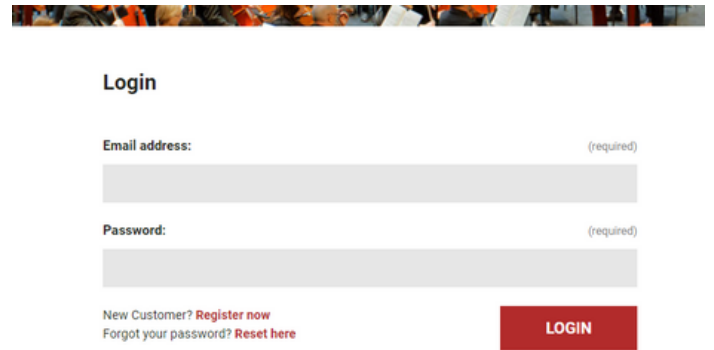 Login
Email address: (required)
Password: (required)
New Customer? Register now
Forgot your password? Reset here
LOGIN